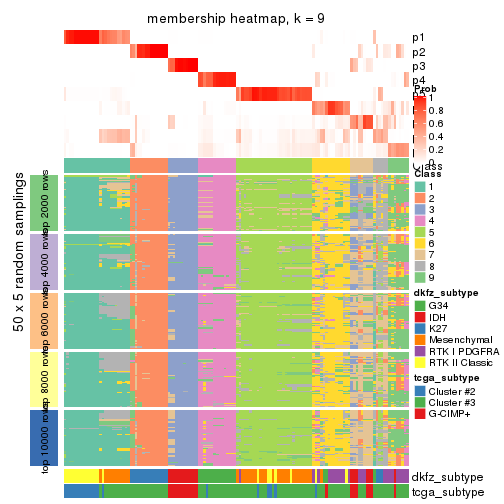 membership heatmap, k = 9
p1
p2
p3
p4
Prob
1
0.8
0.6
0.4
0.2
0
Class
Class
1
2
3
4
5
6
7
8
9
50 x 5 random samplings
top 2000 rows
top 4000 rows
top 6000 rows
top 8000 rows
top 10000 rows
dkfz_subtype
G34
IDH
K27
Mesenchymal
RTK I PDGFRA
RTK II Classic
tcga_subtype
Cluster #2
Cluster #3
G-CIMP+
dkfz_subtype
tcga_subtype